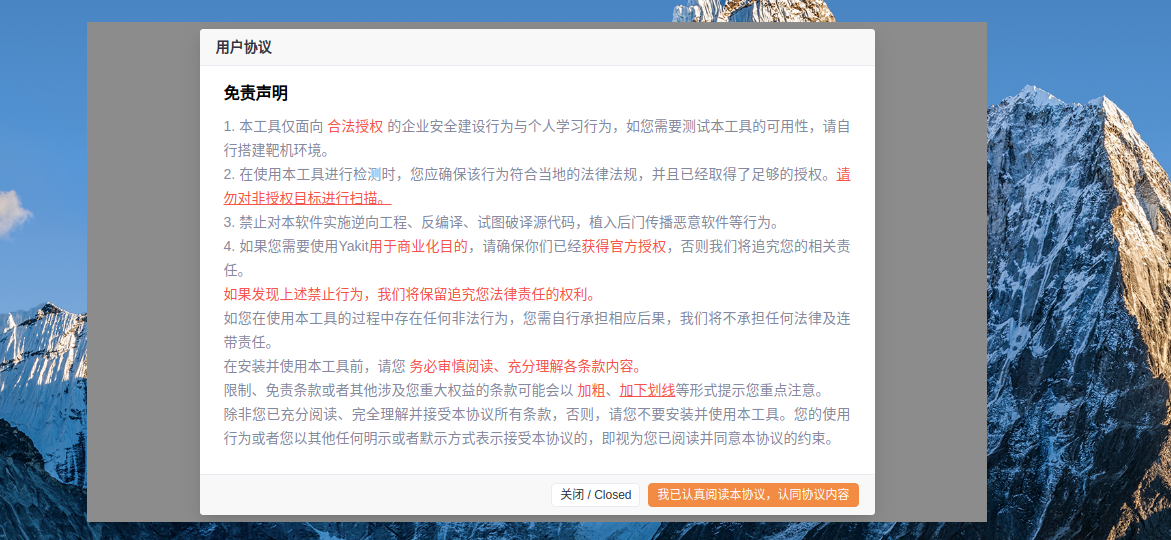 用户协议
免责声明
1. 本工具仅面向 合法授权 的企业安全建设行为与个人学习行为，如您需要测试本工具的可用性，请自
行搭建靶机环境。
2. 在使用本工具进行检测时，您应确保该行为符合当地的法律法规，并且已经取得了足够的授权。请
勿对非授权目标进行扫描。
3. 禁止对本软件实施逆向工程、反编译、试图破译源代码，植入后门传播恶意软件等行为。
4. 如果您需要使用Yakit用于商业化目的，请确保你们已经获得官方授权，否则我们将追究您的相关责
任。
如果发现上述禁止行为，我们将保留追究您法律责任的权利。
如您在使用本工具的过程中存在任何非法行为，您需自行承担相应后果，我们将不承担任何法律及连
带责任。
在安装并使用本工具前，请您 务必审慎阅读、充分理解各条款内容。
限制、免责条款或者其他涉及您重大权益的条款可能会以 加粗、加下划线等形式提示您重点注意。
除非您已充分阅读、完全理解并接受本协议所有条款，否则，请您不要安装并使用本工具。您的使用
行为或者您以其他任何明示或者默示方式表示接受本协议的，即视为您已阅读并同意本协议的约束。
关闭 / Closed
我已认真阅读本协议，认同协议内容